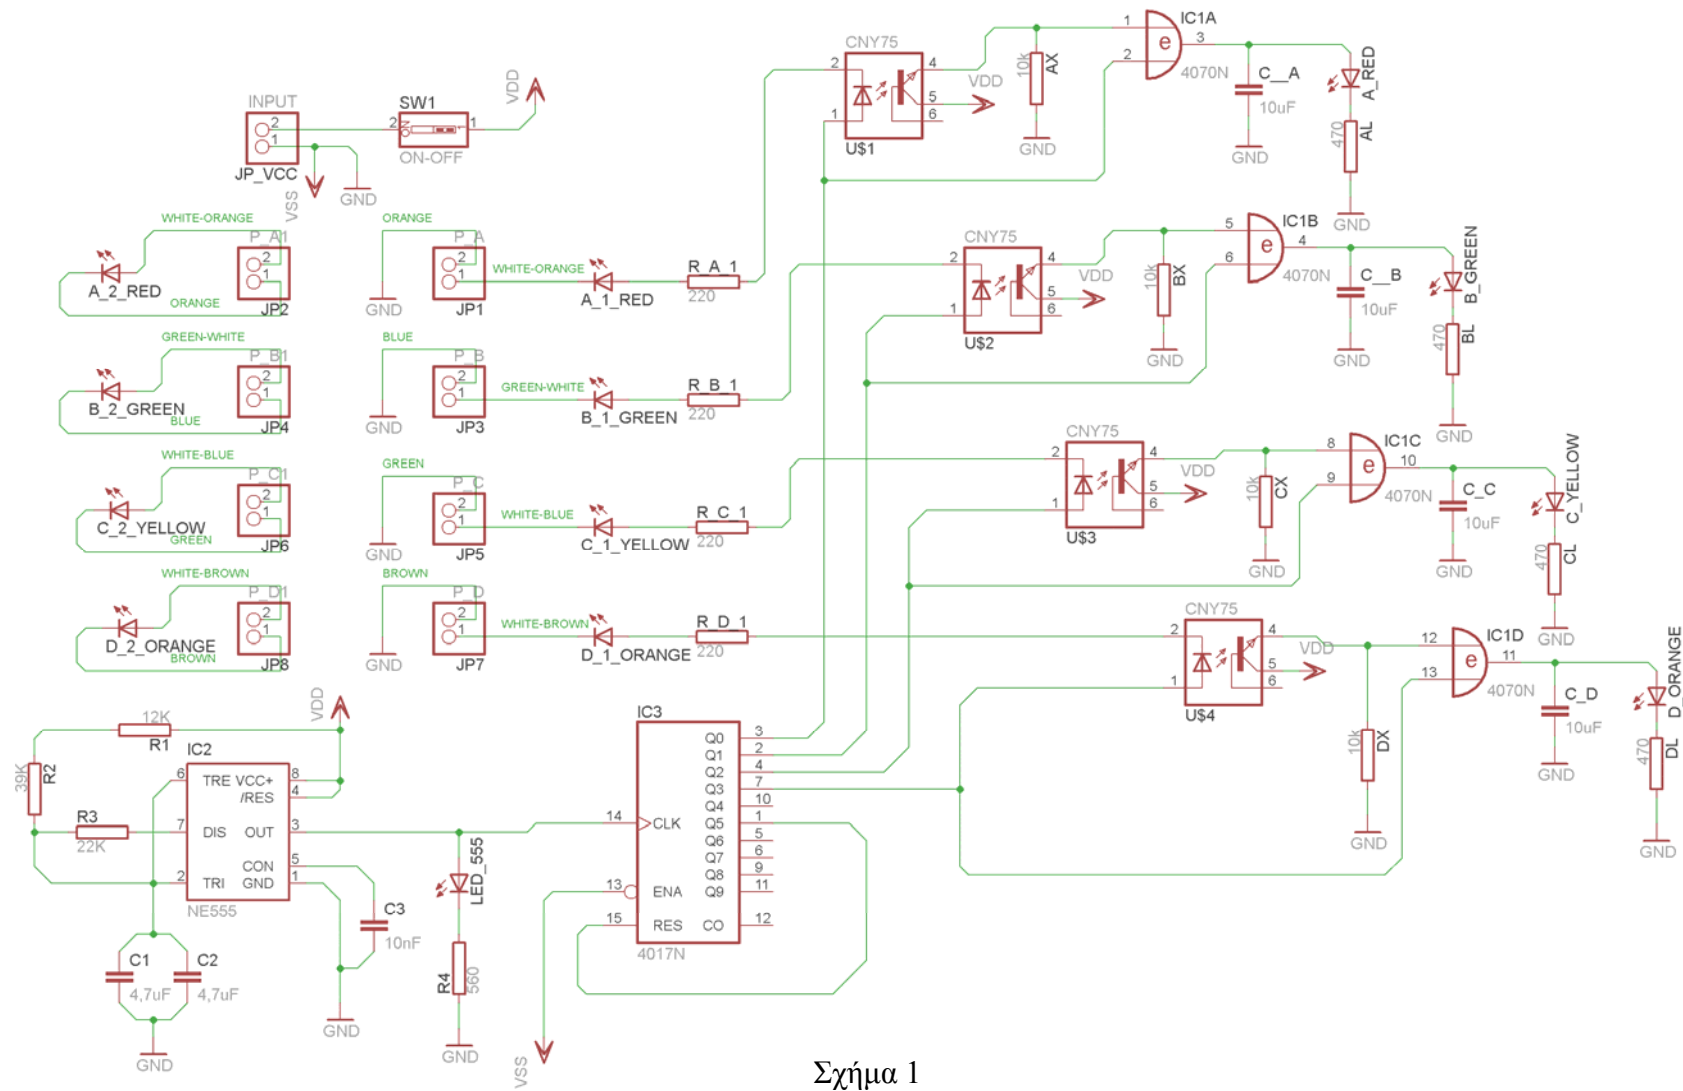 INPUT
2
1
JP_VCC
VSS
GND
SW1
2
1
ON-OFF
VDD
WHITE-ORANGE
P_A1
2
1
JP2
A_2_RED
ORANGE
ORANGE
P_A
2
1
JP1
GND
WHITE-ORANGE
A_1_RED
R_A_1
220
GREEN-WHITE
P_B1
2
1
JP4
B_2_GREEN
BLUE
BLUE
P_B
2
1
JP3
GND
GREEN-WHITE
B_1_GREEN
R_B_1
220
WHITE-BLUE
P_C1
2
1
JP6
C_2_YELLOW
GREEN
GREEN
P_C
2
1
JP5
GND
WHITE-BLUE
C_1_YELLOW
R_C_1
220
WHITE-BROWN
P_D1
2
1
JP8
D_2_ORANGE
BROWN
BROWN
P_D
2
1
JP7
GND
WHITE-BROWN
D_1_ORANGE
R_D_1
220
CNY75
2
1
4
5
6
U$1
VDD
10k
AX
GND
1
2
e
IC1A
3
4070N
C__A
10uF
GND
A_RED
470
AL
GND
CNY75
2
1
4
5
6
U$2
VDD
10k
BX
GND
5
6
e
IC1B
4
4070N
C__B
10uF
GND
B_GREEN
470
BL
GND
CNY75
2
1
4
5
6
U$3
VDD
10k
CX
GND
8
9
e
IC1C
10
4070N
C_C
10uF
GND
C_YELLOW
470
CL
GND
CNY75
2
1
4
5
6
U$4
VDD
10k
DX
GND
12
13
e
IC1D
11
4070N
C_D
10uF
GND
D_ORANGE
470
DL
GND
12K
R1
VDD
39K
R2
R3
22K
IC2
6 TRE VCC+ 8
/RES 4
7 DIS OUT 3
CON 5
2 TRI GND 1
NE555
C1
4,7uF
C2
4,7uF
GND
C3
10nF
GND
LED_555
R4
560
GND
VSS
IC3
Q0 3
Q1 2
Q2 4
Q3 7
Q4 10
14 CLK Q5 1
Q6 5
Q7 6
Q8 9
13 ENA Q9 11
15 RES CO 12
4017N
Σχήμα 1